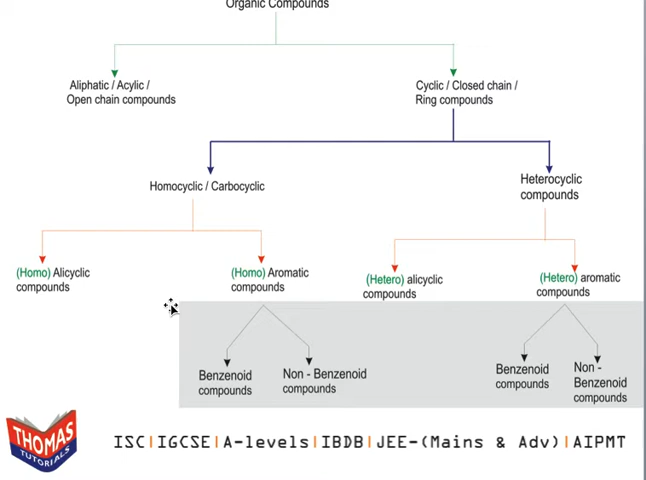 Organic Compounds
Aliphatic / Acylic /
Open chain compounds
Cyclic / Closed chain /
Ring compounds
Homocyclic / Carbocyclic
Heterocyclic
compounds
(Homo) Alicyclic
compounds
(Homo) Aromatic
compounds
(Hetero) alicyclic
compounds
(Hetero) aromatic
compounds
Benzenoid
compounds
Non - Benzenoid
compounds
Benzenoid
compounds
Non -
Benzenoid
compounds
THOMAS
TUTORIALS
ISC|IGCSE|A-levels|IBDB|JEE-(Mains & Adv)|AIPMT